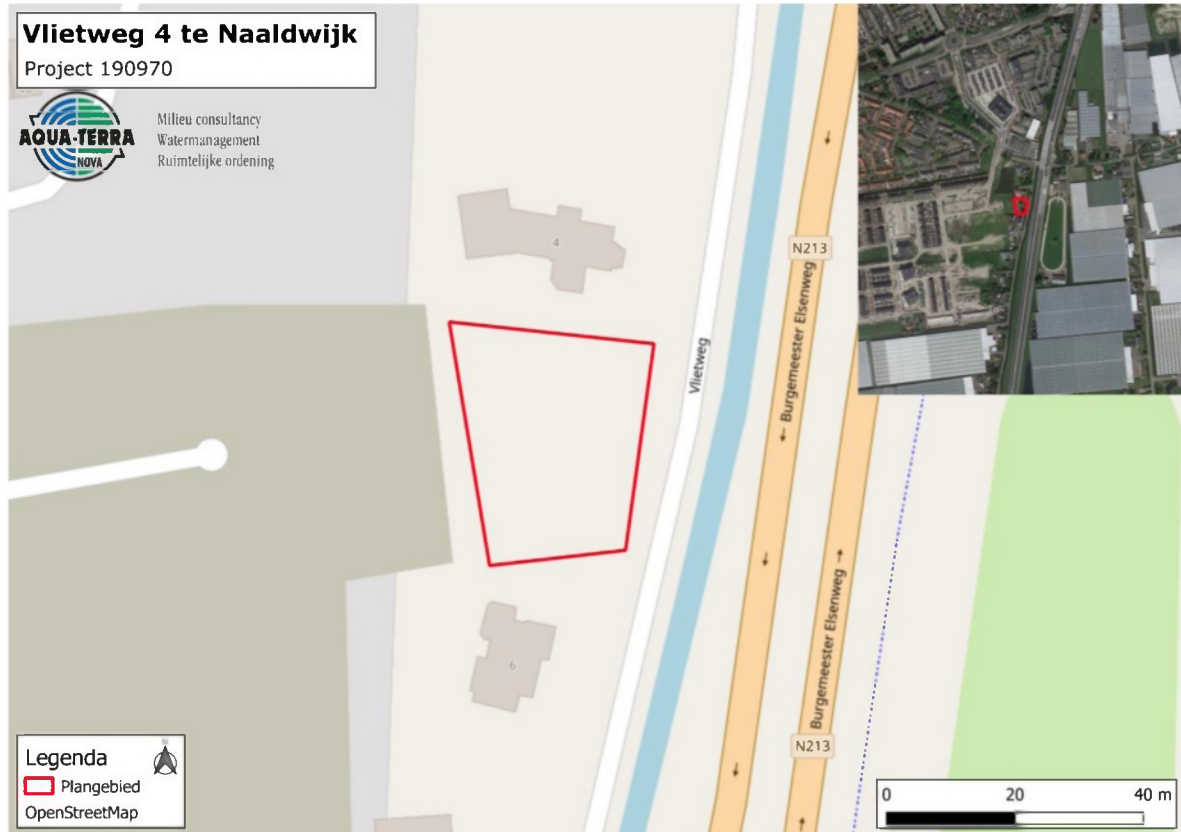 Vlietweg 4 te Naaldwijk
Project 190970
AQUA-TERRA
NOVA
Milieu consultancy
Watermanagement
Ruimtelijke ordening
4
N213
Burgemeester Elsenweg
Vlietweg
Burgemeester Elsenweg
6
N213
Legenda
N
Plangebied
OpenStreetMap
0 20 40 m